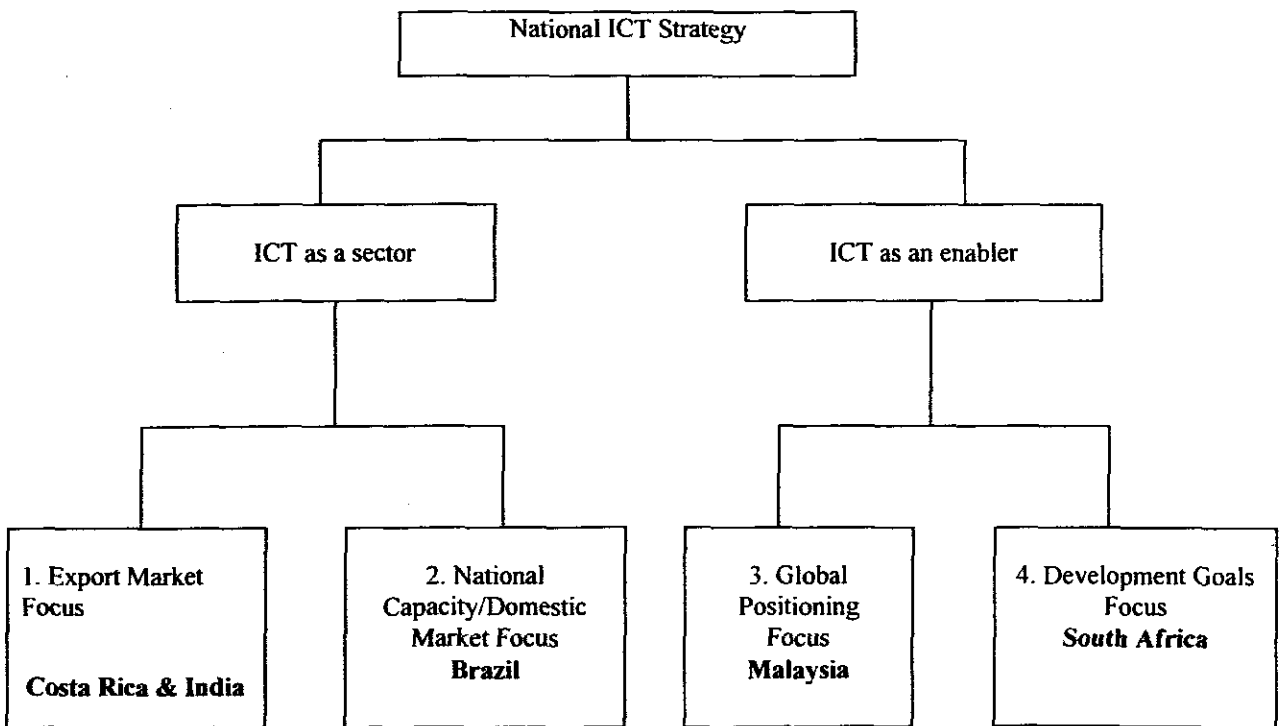 National ICT Strategy
ICT as a sector
ICT as an enabler
1. Export Market
Focus
Costa Rica & India
2. National
Capacity/Domestic
Market Focus
Brazil
3. Global
Positioning
Focus
Malaysia
4. Development Goals
Focus
South Africa